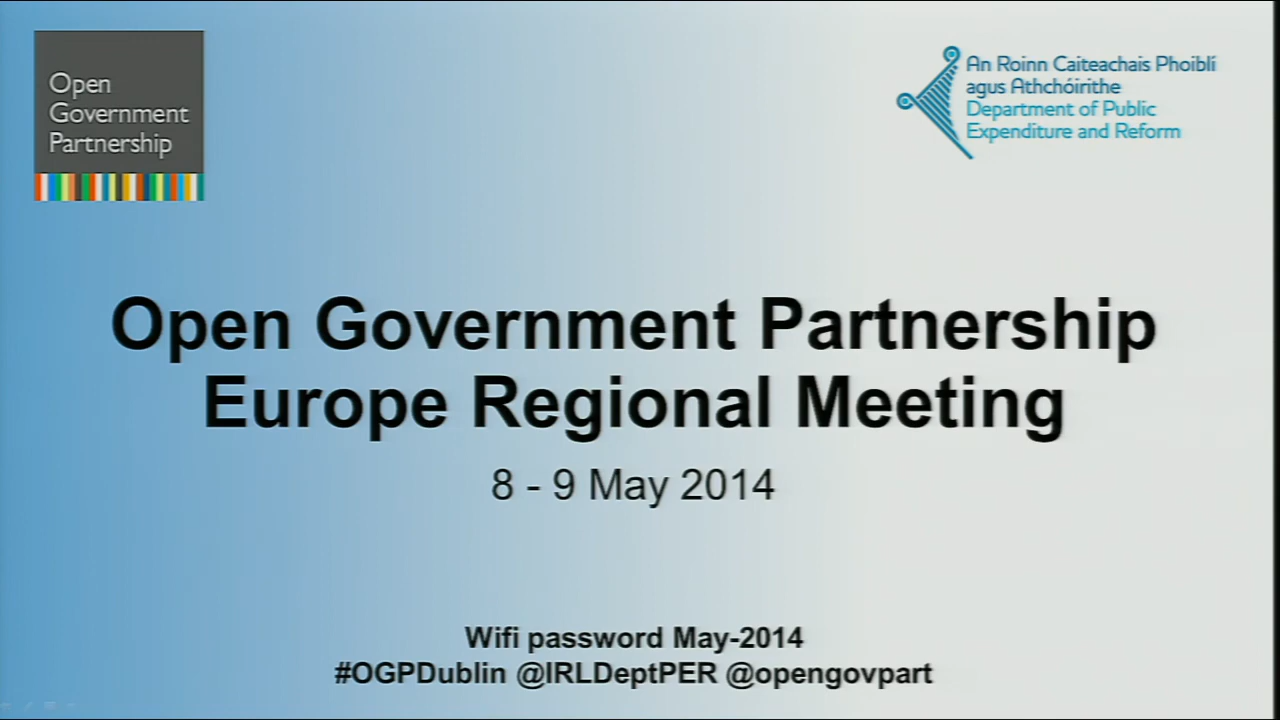 Open
Government
Partnership
An Roinn Caiteachais Phoiblí
agus Athchóirithe
Department of Public
Expenditure and Reform
Open Government Partnership
Europe Regional Meeting
8 - 9 May 2014
Wifi password May-2014
#OGPDublin @IRLDeptPER @opengovpart